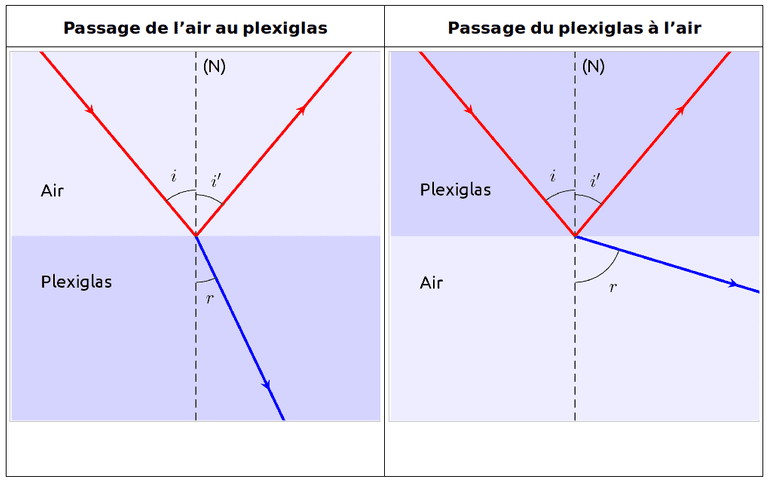 Passage de l’air au plexiglas
(N)
i
i′
Air
Plexiglas
r
Passage du plexiglas à l’air
(N)
i
i′
Plexiglas
Air
r